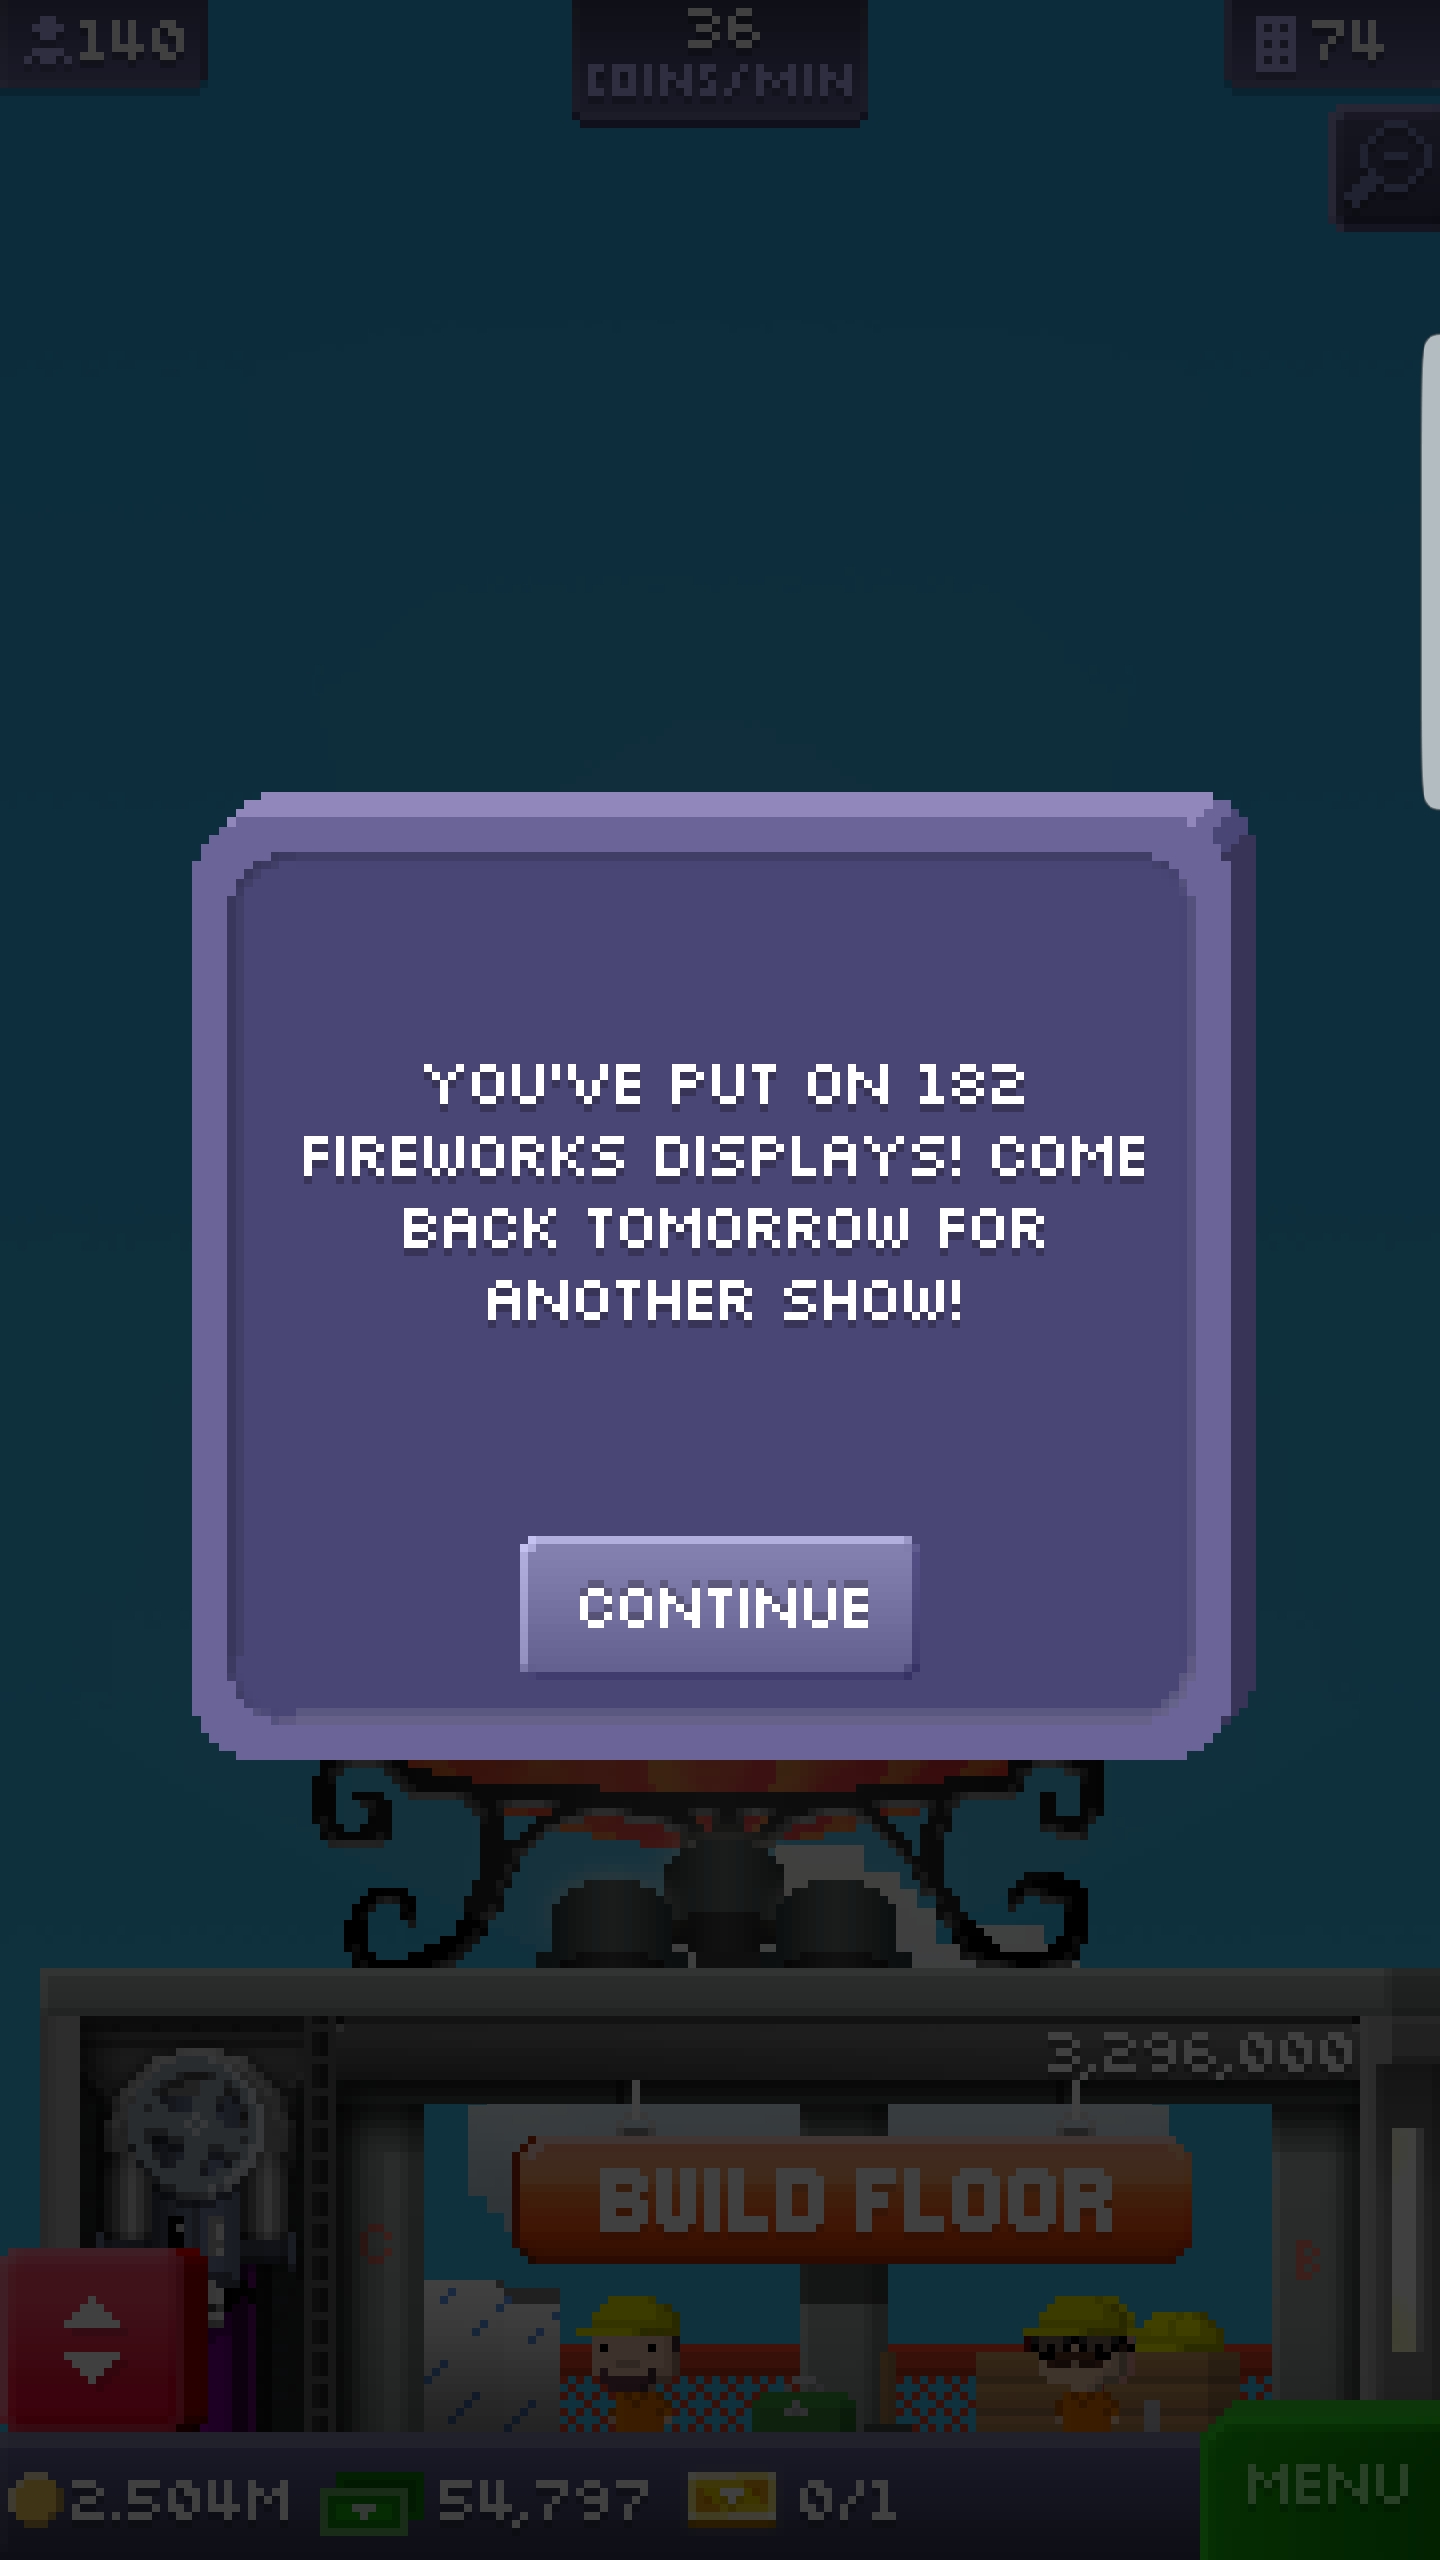 140
36
COINS/MIN
74
YOU'VE PUT ON 182
FIREWORKS DISPLAYS! COME
BACK TOMORROW FOR
ANOTHER SHOW!
CONTINUE
3,296,000
BUILD FLOOR
C
B
2.504M
54,797
0/1
MENU